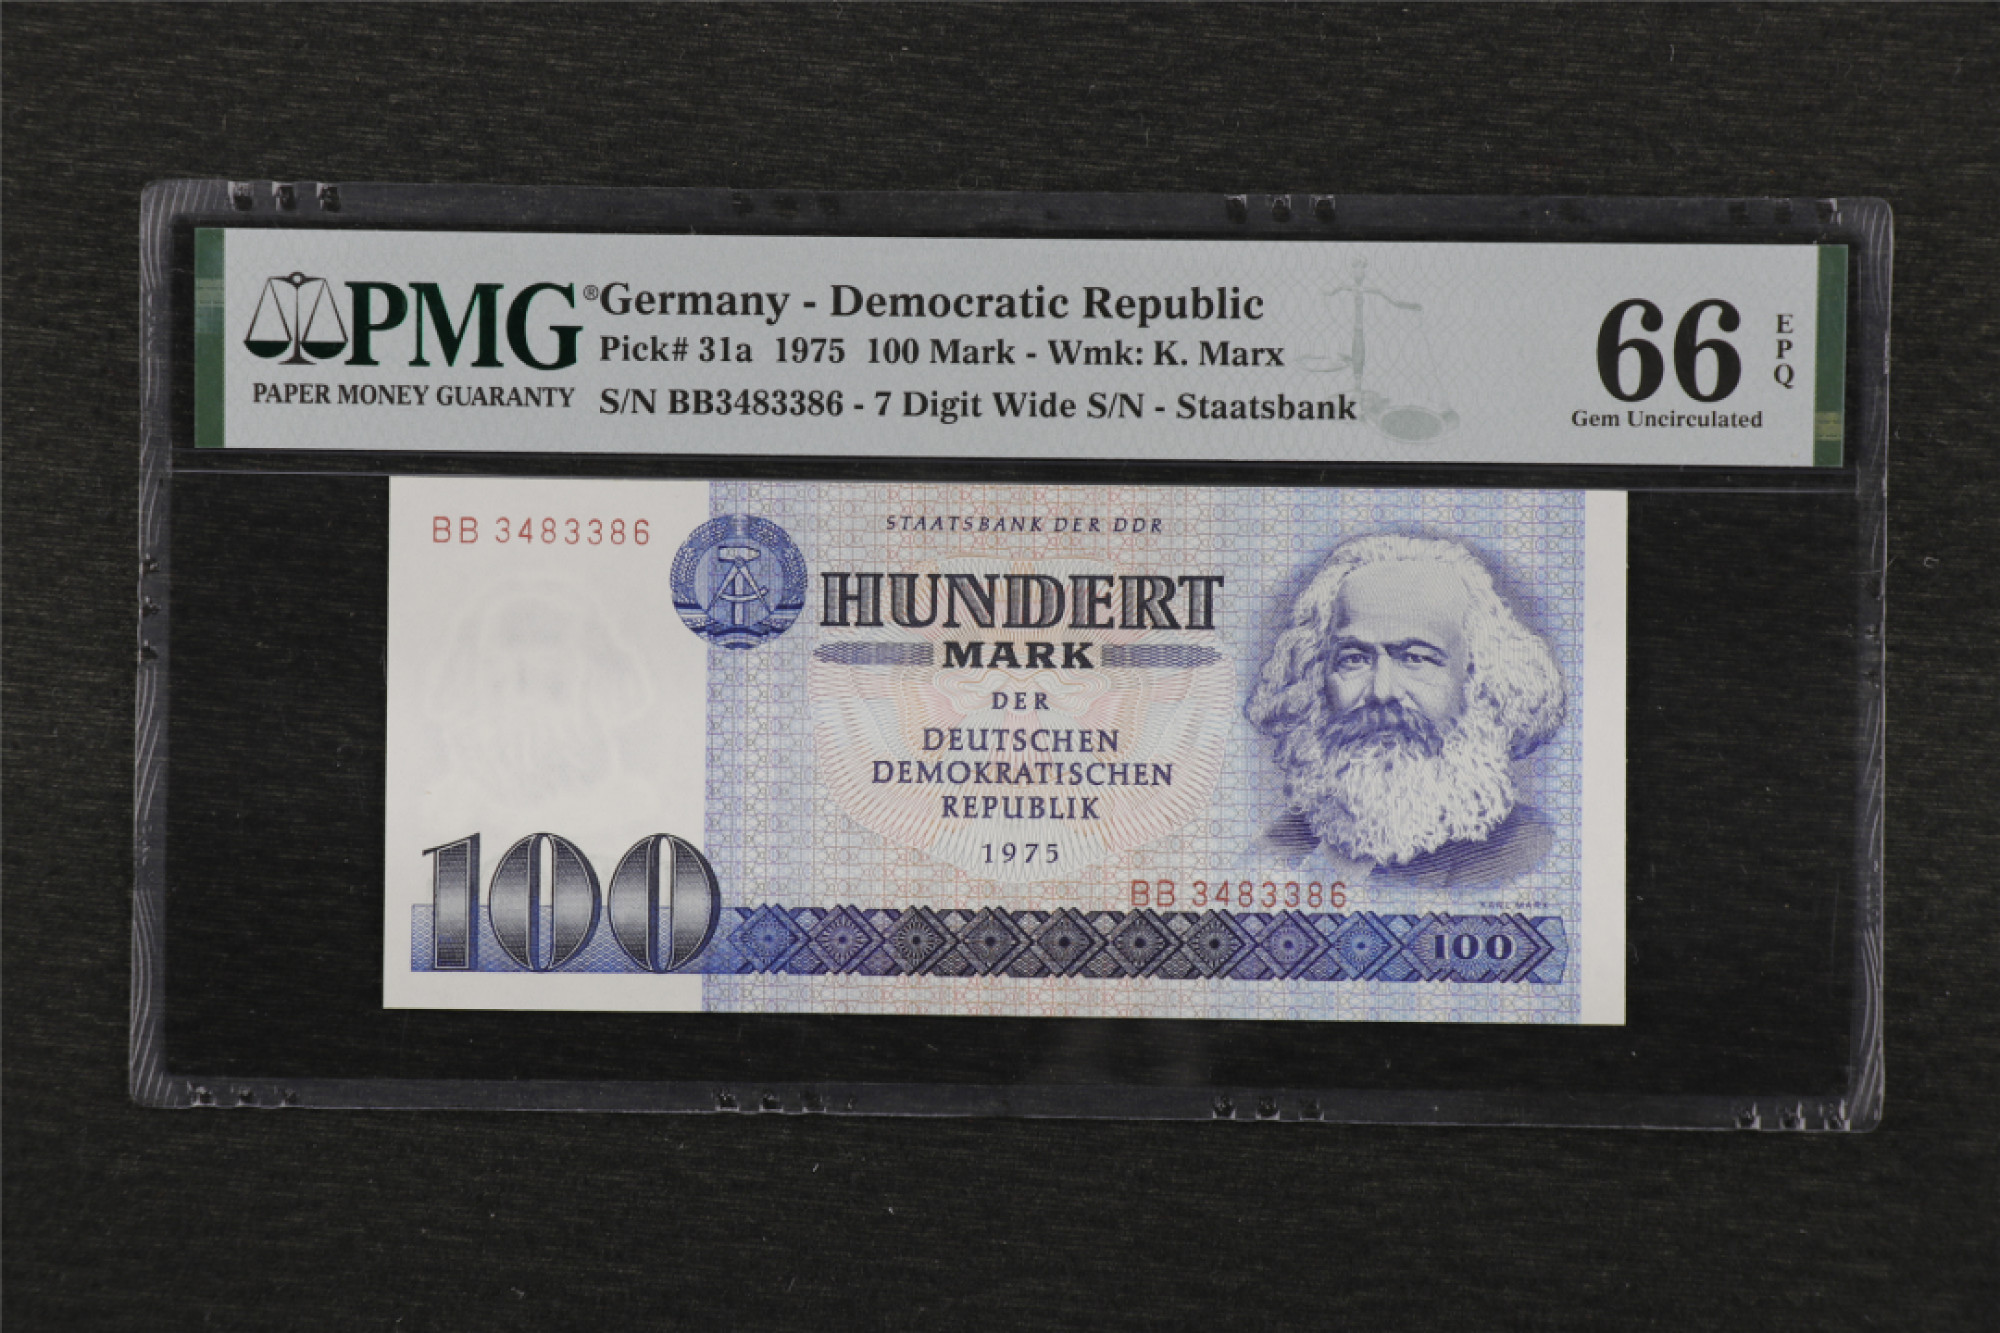 PMG®
PAPER MONEY GUARANTY
Germany - Democratic Republic
Pick# 31a 1975 100 Mark - Wmk: K. Marx
S/N BB3483386 - 7 Digit Wide S/N - Staatsbank
66
EPQ
Gem Uncirculated
BB 3483386
STAATSBANK DER DDR
HUNDERT
MARK
DER
DEUTSCHEN
DEMOKRATISCHEN
REPUBLIK
1975
BB 3483386
KARL MARX
100
100